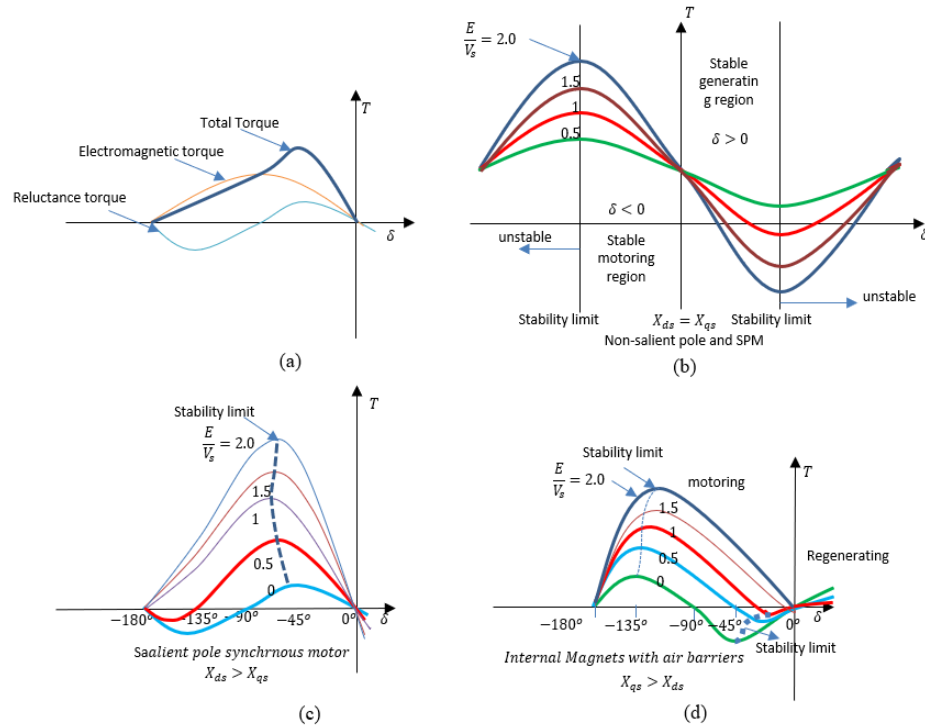 T
Total Torque
Electromagnetic torque
Reluctance torque
δ
(a)
E/Vs = 2.0
T
1.5
1
0.5
Stable
generatin
g region
δ > 0
δ < 0
δ
unstable
Stable
motoring
region
unstable
Stability limit
Xds = Xqs
Stability limit
Non-salient pole and SPM
(b)
Stability limit
T
E/Vs = 2.0
1.5
1
0.5
0
−180°
−135°
−90°
−45°
0°
δ
Saalient pole synchrnous motor
Xds > Xqs
(c)
Stability limit
T
E/Vs = 2.0
motoring
1.5
1
0.5
0
Regenerating
−180°
−135°
−90°
−45°
0°
δ
Stability limit
Internal Magnets with air barriers
Xqs > Xds
(d)